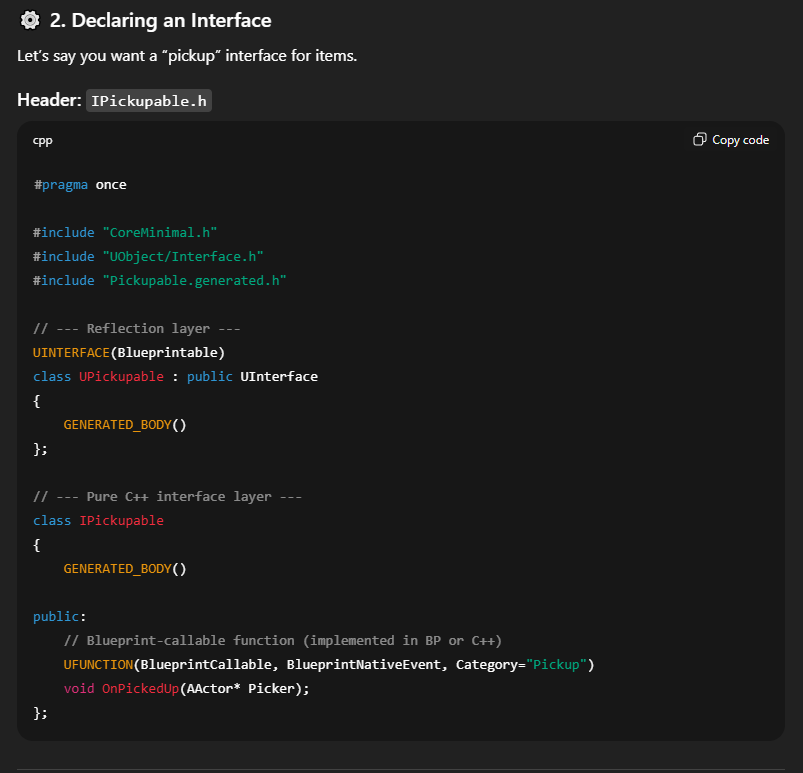 ⚙️ 2. Declaring an Interface
Let’s say you want a “pickup” interface for items.
Header: IPickupable.h
cpp
Copy code
#pragma once
#include "CoreMinimal.h"
#include "UObject/Interface.h"
#include "Pickupable.generated.h"
// --- Reflection layer ---
UINTERFACE(Blueprintable)
class UPickupable : public UInterface
{
    GENERATED_BODY()
};
// --- Pure C++ interface layer ---
class IPickupable
{
    GENERATED_BODY()
public:
    // Blueprint-callable function (implemented in BP or C++)
    UFUNCTION(BlueprintCallable, BlueprintNativeEvent, Category="Pickup")
    void OnPickedUp(AActor* Picker);
};